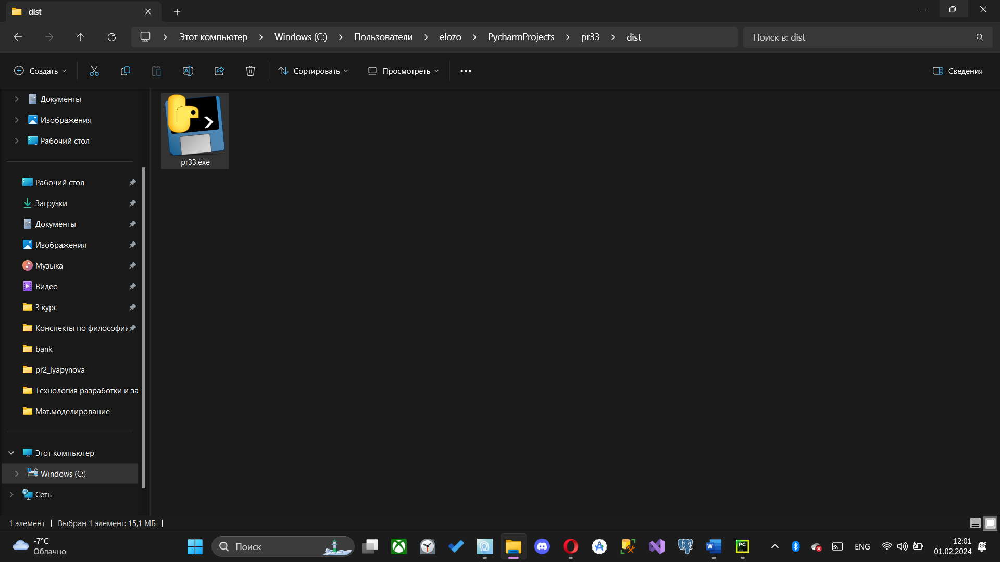 dist
Этот компьютер
Windows (C:)
Пользователи
elozo
PycharmProjects
pr33
dist
Поиск в: dist
Создать
Сортировать
Просмотреть
Сведения
Документы
Изображения
Рабочий стол
Рабочий стол
Загрузки
Документы
Изображения
Музыка
Видео
3 курс
Конспекты по философии
bank
pr2_lyapynova
Технология разработки и за
Мат.моделирование
Этот компьютер
Windows (C:)
Сеть
pr33.exe
1 элемент
Выбран 1 элемент: 15,1 МБ
-7°C
Облачно
Поиск
W
PC
ENG
12:01
01.02.2024